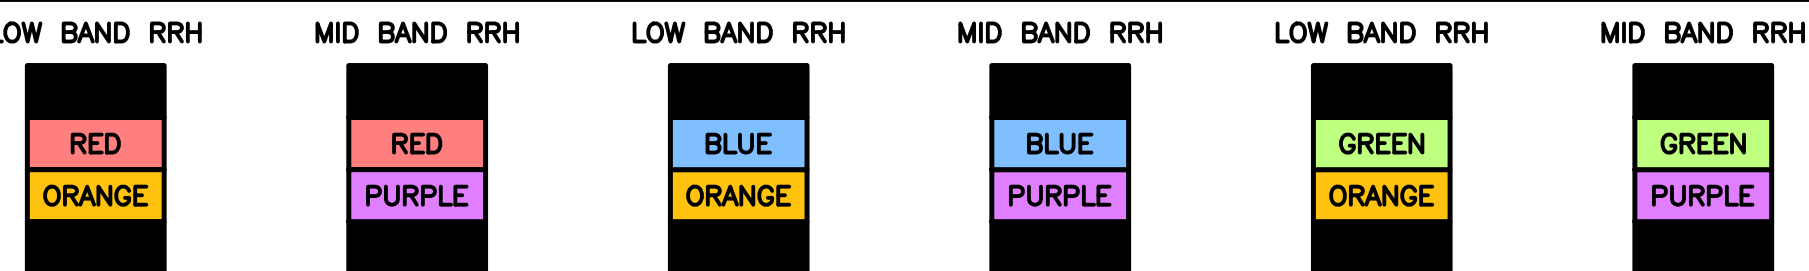 LOW BAND RRH MID BAND RRH LOW BAND RRH MID BAND RRH LOW BAND RRH MID BAND RRH
RED RED BLUE BLUE GREEN GREEN
ORANGE PURPLE ORANGE PURPLE ORANGE PURPLE